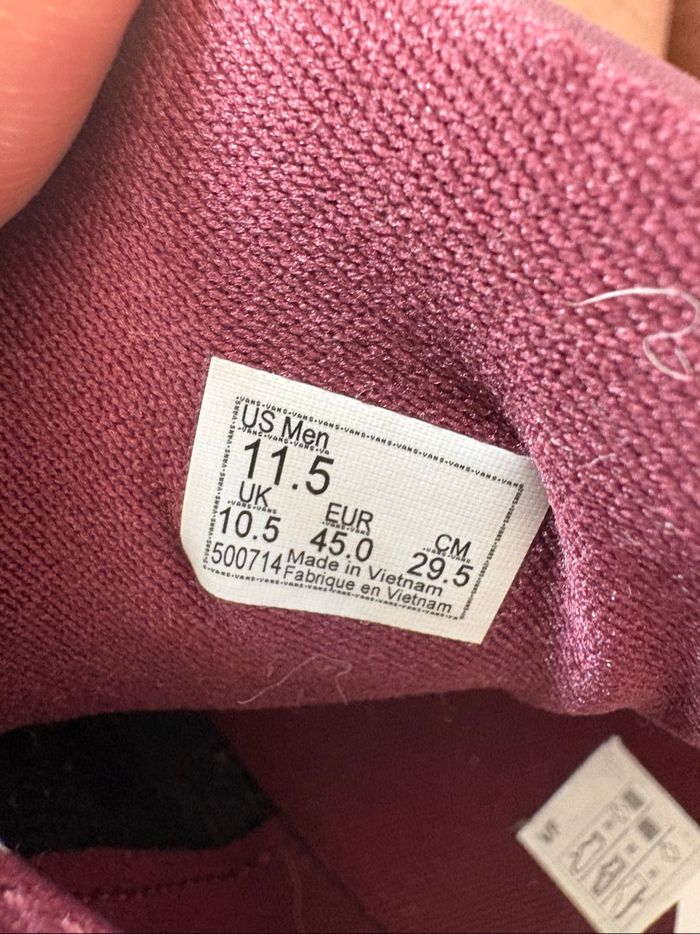 US Men
11.5
UK EUR CM
10.5 45.0 29.5
500714 Made in Vietnam
Fabrique en Vietnam